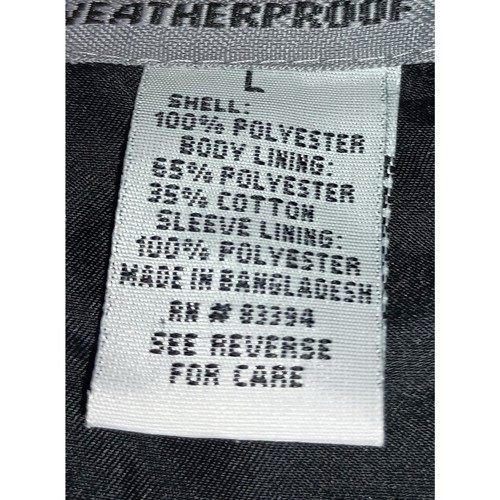 WEATHERPROOF
L
SHELL:
100% POLYESTER
BODY LINING:
65% POLYESTER
35% COTTON
SLEEVE LINING:
100% POLYESTER
MADE IN BANGLADESH
RN # 83394
SEE REVERSE
FOR CARE